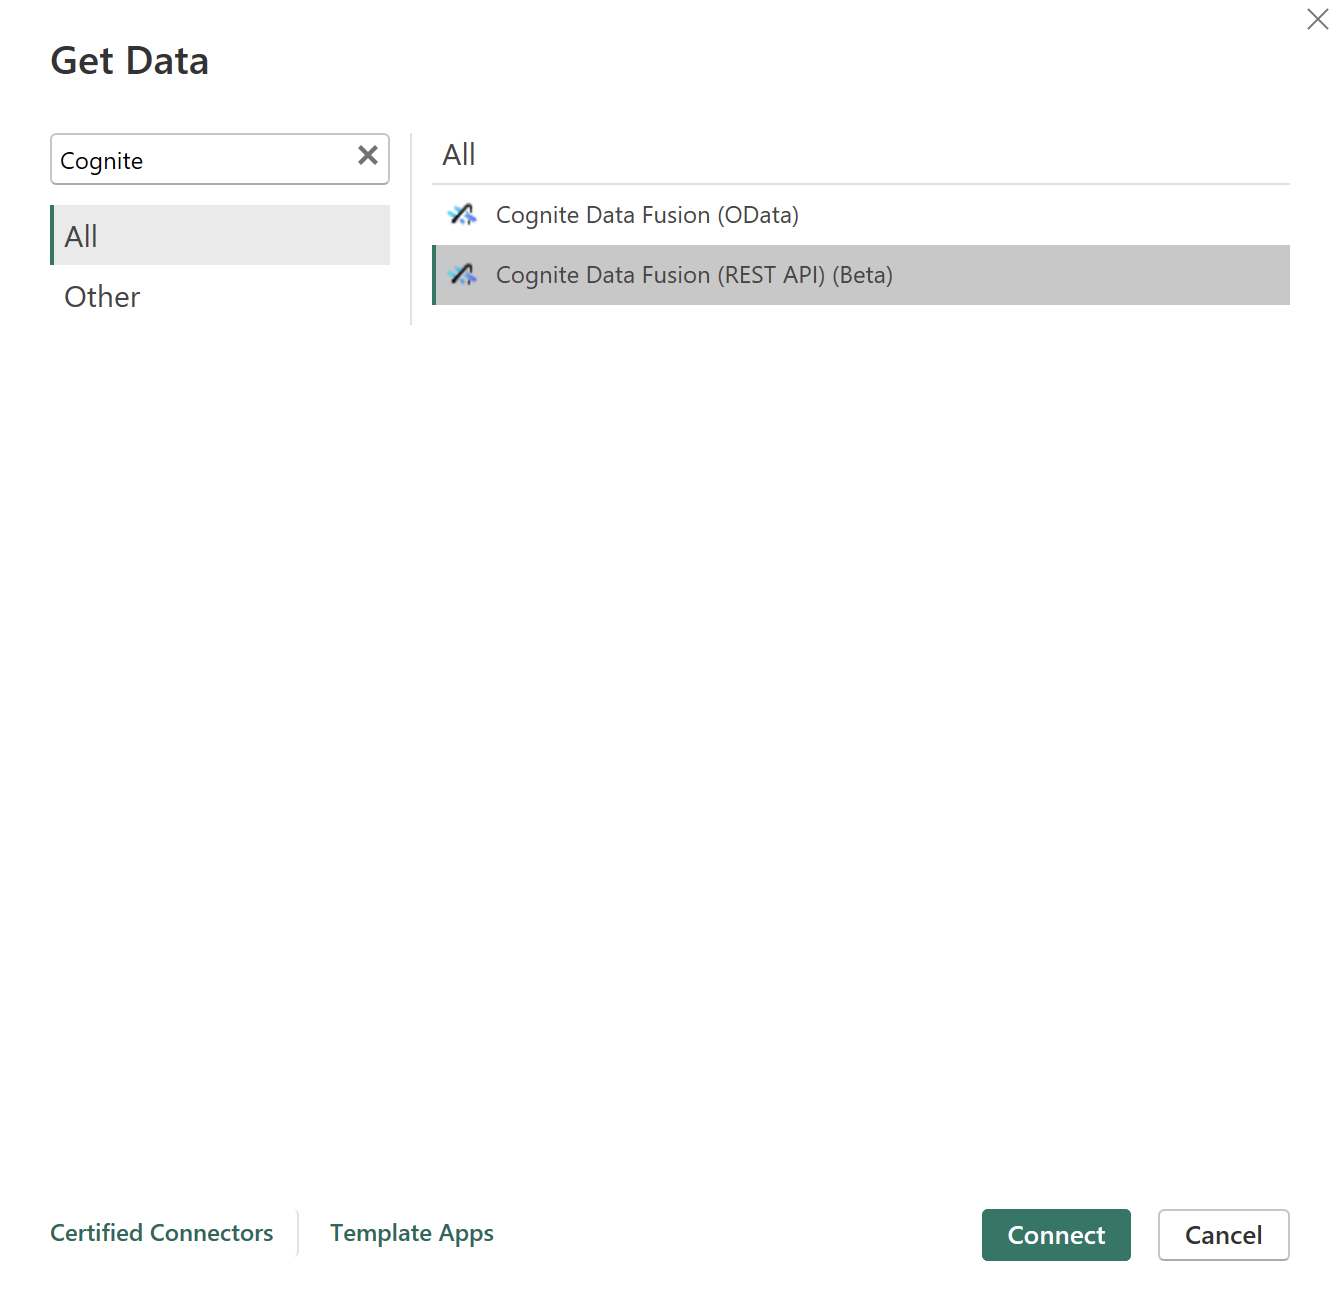 Get Data
Cognite
All
Other
All
Cognite Data Fusion (OData)
Cognite Data Fusion (REST API) (Beta)
Certified Connectors
Template Apps
Connect
Cancel